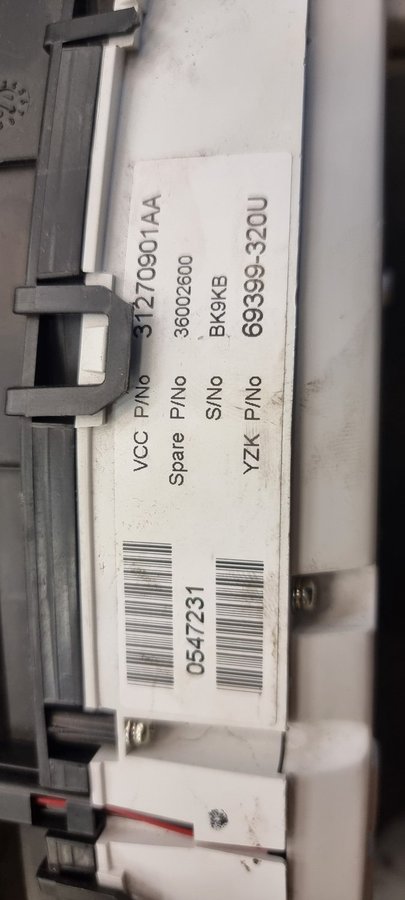 VCC P/No 31270901AA
Spare P/No 36002600
S/No BK9KB
YZK P/No 69399-320U
0547231